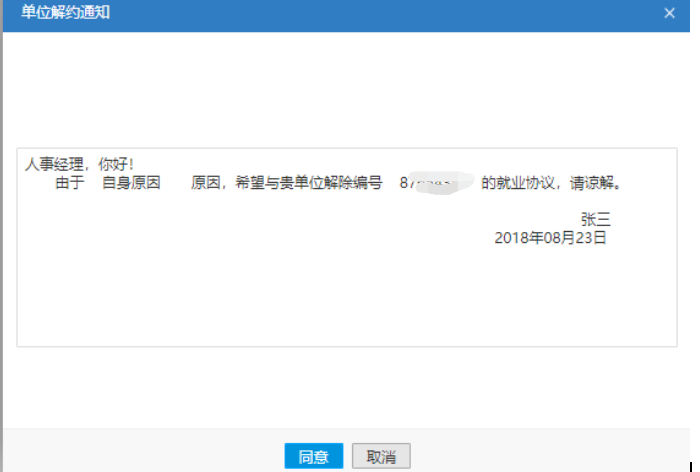 单位解约通知
人事经理，你好！
由于 自身原因 原因，希望与贵单位解除编号 87 的就业协议，请谅解。
张三
2018年08月23日
同意 取消